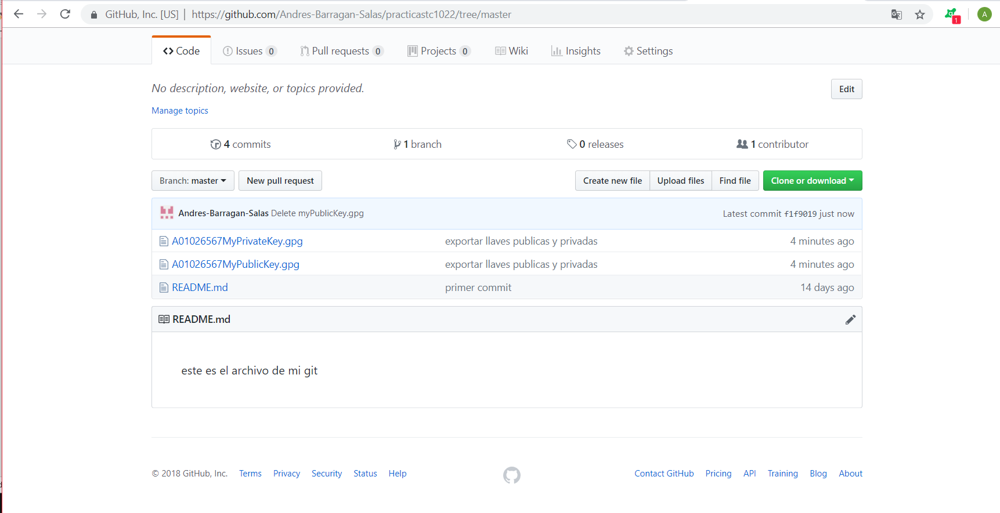 GitHub, Inc. [US] | https://github.com/Andres-Barragan-Salas/practicastc1022/tree/master
1
A
Code Issues 0 Pull requests 0 Projects 0 Wiki Insights Settings
No description, website, or topics provided. Edit
Manage topics
4 commits 1 branch 0 releases 1 contributor
Branch: master New pull request Create new file Upload files Find file Clone or download
Andres-Barragan-Salas Delete myPublicKey.gpg Latest commit f1f9019 just now
A01026567MyPrivateKey.gpg exportar llaves publicas y privadas 4 minutes ago
A01026567MyPublicKey.gpg exportar llaves publicas y privadas 4 minutes ago
README.md primer commit 14 days ago
README.md
este es el archivo de mi git
© 2018 GitHub, Inc. Terms Privacy Security Status Help Contact GitHub Pricing API Training Blog About